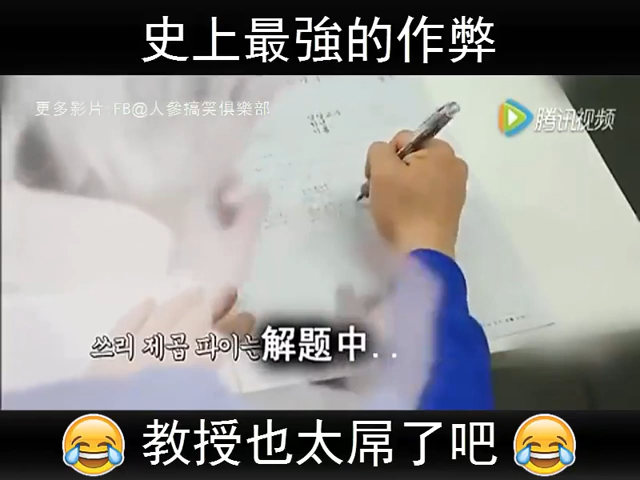 史上最強的作弊
更多影片:FB@人參搞笑俱樂部
腾讯视频
쓰리 제곱 파이는
解题中..
教授也太屌了吧